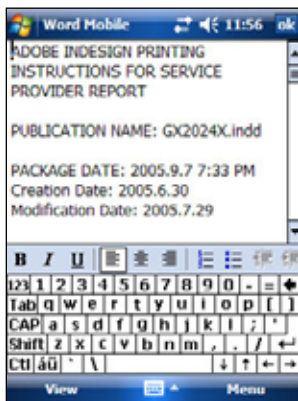 Word Mobile 11:56 ok
ADOBE INDESIGN PRINTING
INSTRUCTIONS FOR SERVICE
PROVIDER REPORT
PUBLICATION NAME: GX2024X.indd
PACKAGE DATE: 2005.9.7 7:33 PM
Creation Date: 2005.6.30
Modification Date: 2005.7.29
B I U
123 1 2 3 4 5 6 7 8 9 0 - =
Tab q w e r t y u i o p [ ]
CAP a s d f g h j k l ; '
Shift z x c v b n m , . /
Ctl áü ` \
View Menu